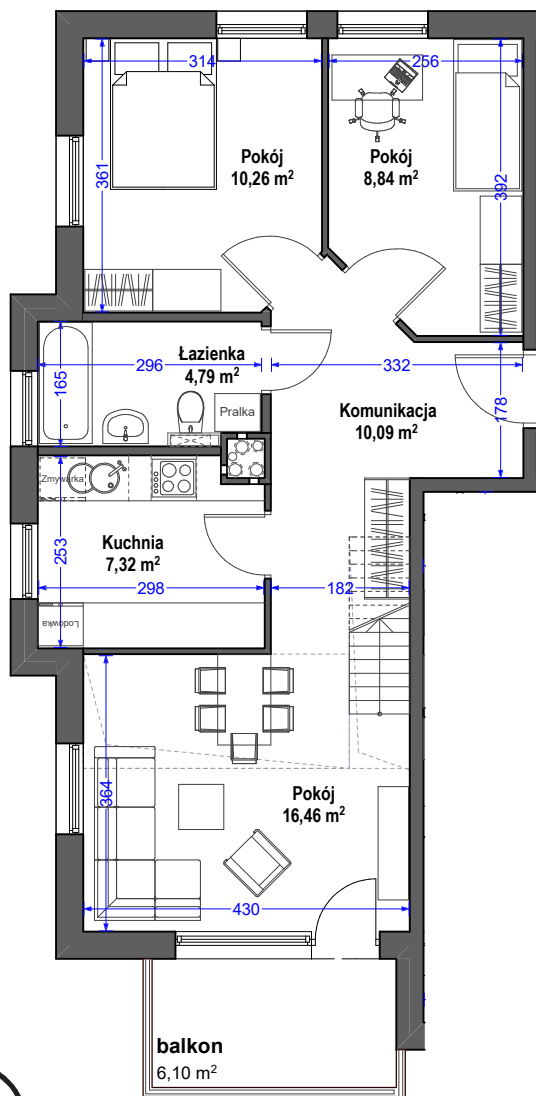 314
256
Pokój
10,26 m²
Pokój
8,84 m²
361
392
Łazienka
4,79 m²
296
332
165
178
Pralka
Komunikacja
10,09 m²
Zmywarka
Kuchnia
7,32 m²
253
298
182
Lodówka
364
Pokój
16,46 m²
430
balkon
6,10 m²